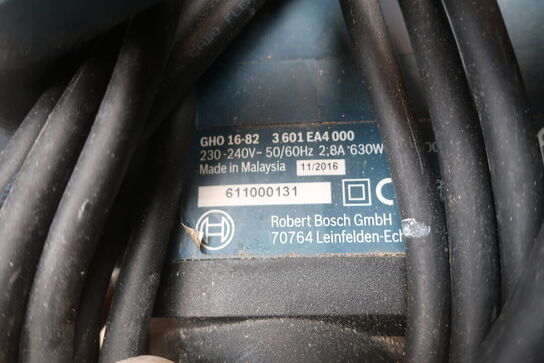 GHO 16-82 3 601 EA4 000
230-240V~ 50/60Hz 2,8A 630W
Made in Malaysia 11/2016
611000131
Robert Bosch GmbH
70764 Leinfelden-Ech